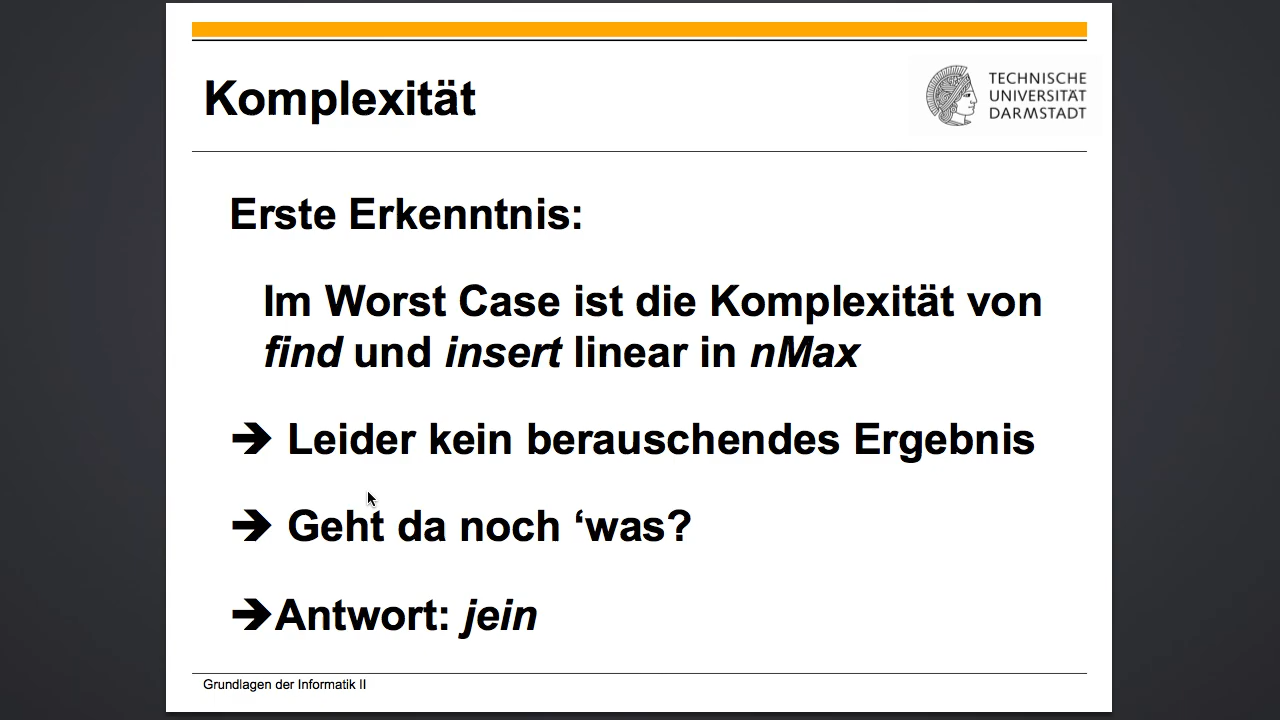 Komplexität
TECHNISCHE
UNIVERSITÄT
DARMSTADT
Erste Erkenntnis:
Im Worst Case ist die Komplexität von
find und insert linear in nMax
➔ Leider kein berauschendes Ergebnis
➔ Geht da noch ‘was?
➔Antwort: jein
Grundlagen der Informatik II